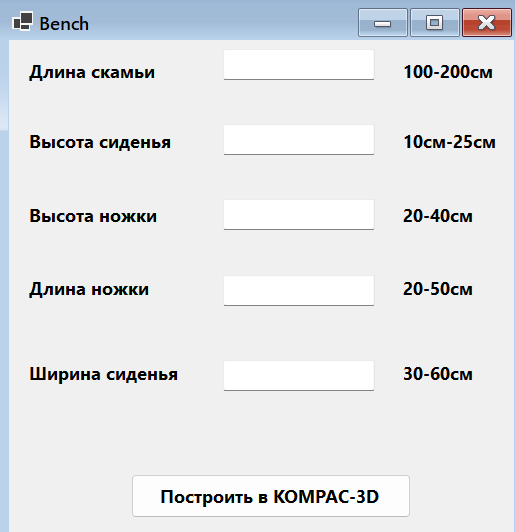 Bench
Длина скамьи 100-200см
Высота сиденья 10см-25см
Высота ножки 20-40см
Длина ножки 20-50см
Ширина сиденья 30-60см
Построить в KOMPAC-3D